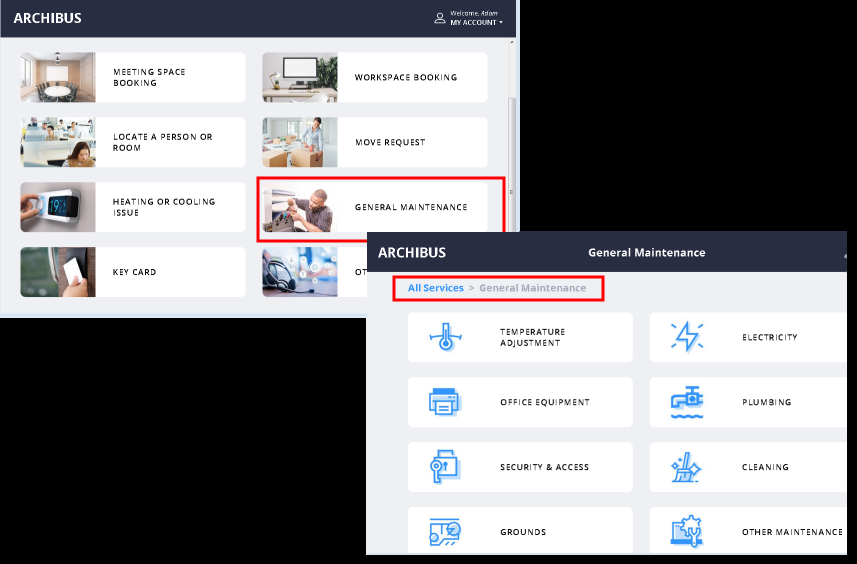 ARCHIBUS
Welcome, Adam
MY ACCOUNT
MEETING SPACE
BOOKING
WORKSPACE BOOKING
LOCATE A PERSON OR
ROOM
MOVE REQUEST
HEATING OR COOLING
ISSUE
19
GENERAL MAINTENANCE
KEY CARD
OT
ARCHIBUS
General Maintenance
All Services > General Maintenance
TEMPERATURE
ADJUSTMENT
ELECTRICITY
OFFICE EQUIPMENT
PLUMBING
SECURITY & ACCESS
CLEANING
GROUNDS
OTHER MAINTENANCE